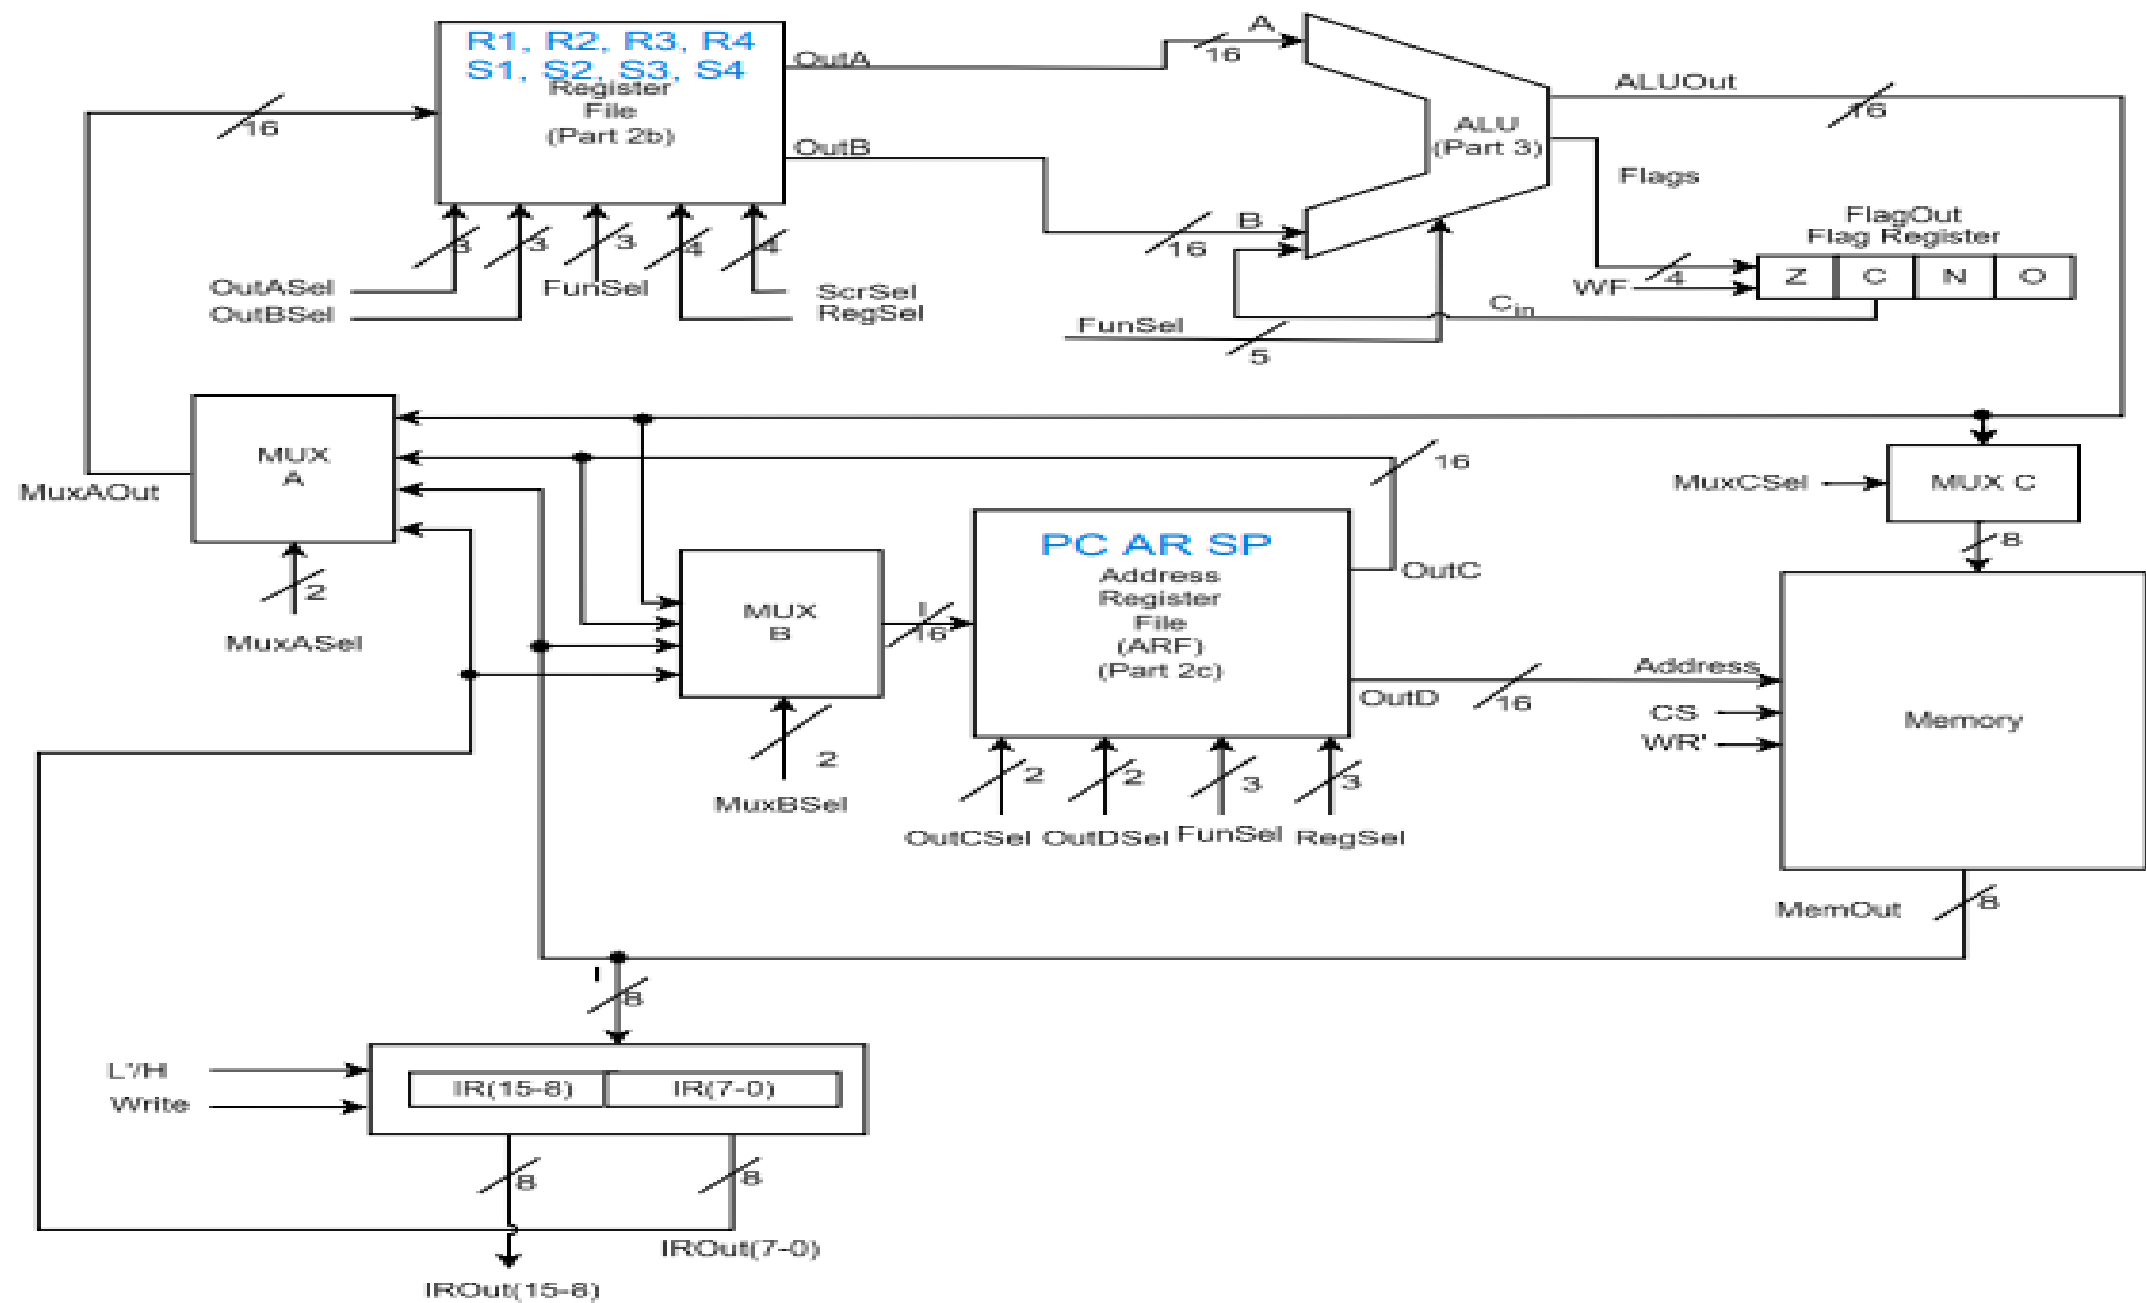 R1, R2, R3, R4
S1, S2, S3, S4
Register
File
(Part 2b)
OutA
OutB
16
A
16
B
16
ALU
(Part 3)
ALUOut
16
Flags
FlagOut
Flag Register
Z C N O
WF
4
Cin
FunSel
5
3
3
3
4
4
OutASel
OutBSel
FunSel
ScrSel
RegSel
MUX
A
MuxAOut
2
MuxASel
MUX
B
I
16
2
MuxBSel
PC AR SP
Address
Register
File
(ARF)
(Part 2c)
16
OutC
OutD
16
2
2
3
3
OutCSel
OutDSel
FunSel
RegSel
MuxCSel
MUX C
8
Address
CS
WR'
Memory
MemOut
8
I
8
L'/H
Write
IR(15-8)
IR(7-0)
8
8
IROut(7-0)
IROut(15-8)